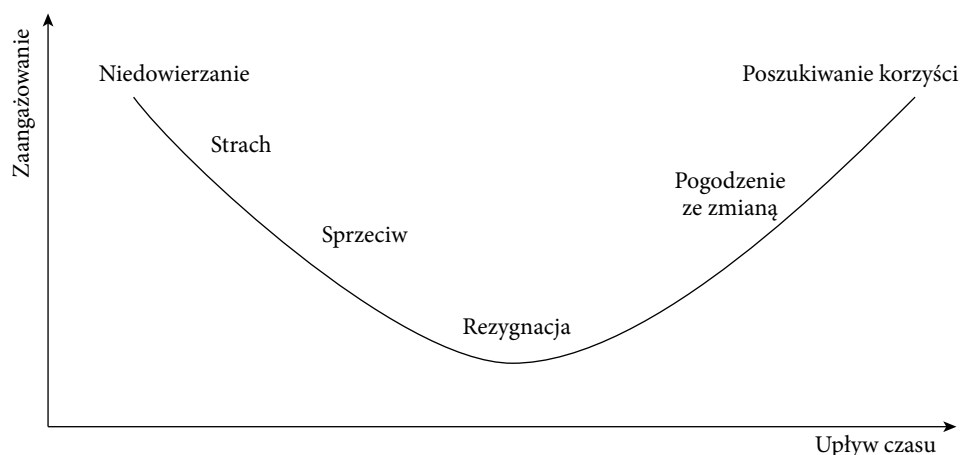 Zaangażowanie
Niedowierzanie
Poszukiwanie korzyści
Strach
Pogodzenie
ze zmianą
Sprzeciw
Rezygnacja
Upływ czasu